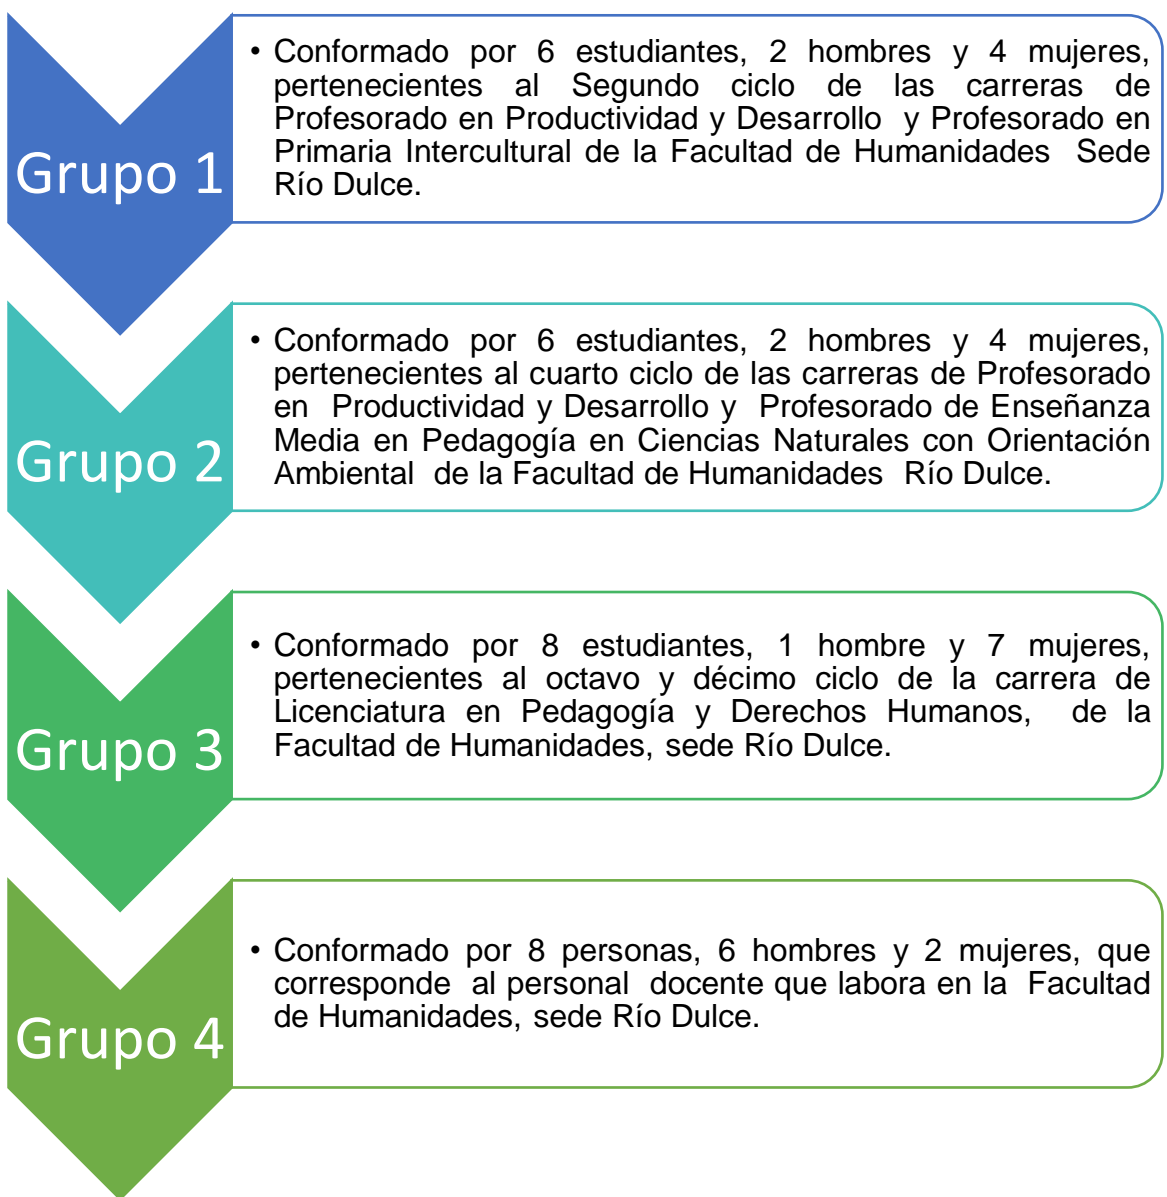 Grupo 1
• Conformado por 6 estudiantes, 2 hombres y 4 mujeres,
pertenecientes al Segundo ciclo de las carreras de
Profesorado en Productividad y Desarrollo y Profesorado en
Primaria Intercultural de la Facultad de Humanidades Sede
Río Dulce.
Grupo 2
• Conformado por 6 estudiantes, 2 hombres y 4 mujeres,
pertenecientes al cuarto ciclo de las carreras de Profesorado
en Productividad y Desarrollo y Profesorado de Enseñanza
Media en Pedagogía en Ciencias Naturales con Orientación
Ambiental de la Facultad de Humanidades Río Dulce.
Grupo 3
• Conformado por 8 estudiantes, 1 hombre y 7 mujeres,
pertenecientes al octavo y décimo ciclo de la carrera de
Licenciatura en Pedagogía y Derechos Humanos, de la
Facultad de Humanidades, sede Río Dulce.
Grupo 4
• Conformado por 8 personas, 6 hombres y 2 mujeres, que
corresponde al personal docente que labora en la Facultad
de Humanidades, sede Río Dulce.